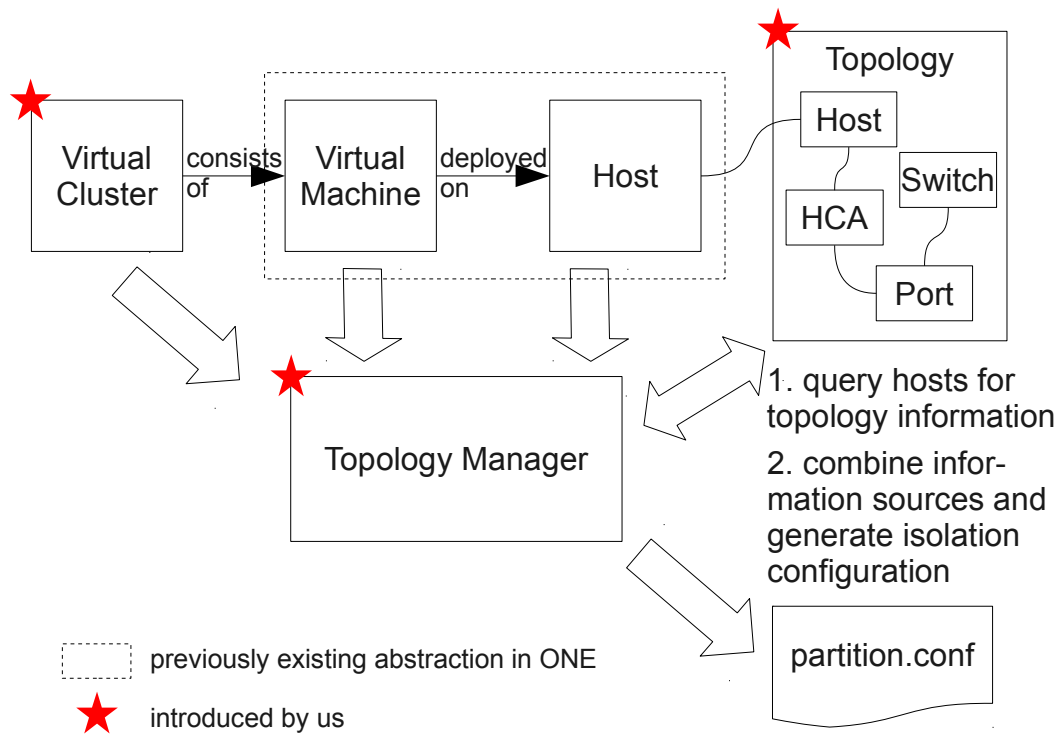 Topology
Host
Switch
HCA
Port
Virtual
Cluster
consists
of
Virtual
Machine
deployed
on
Host
Topology Manager
1. query hosts for
topology information
2. combine infor-
mation sources and
generate isolation
configuration
partition.conf
previously existing abstraction in ONE
introduced by us